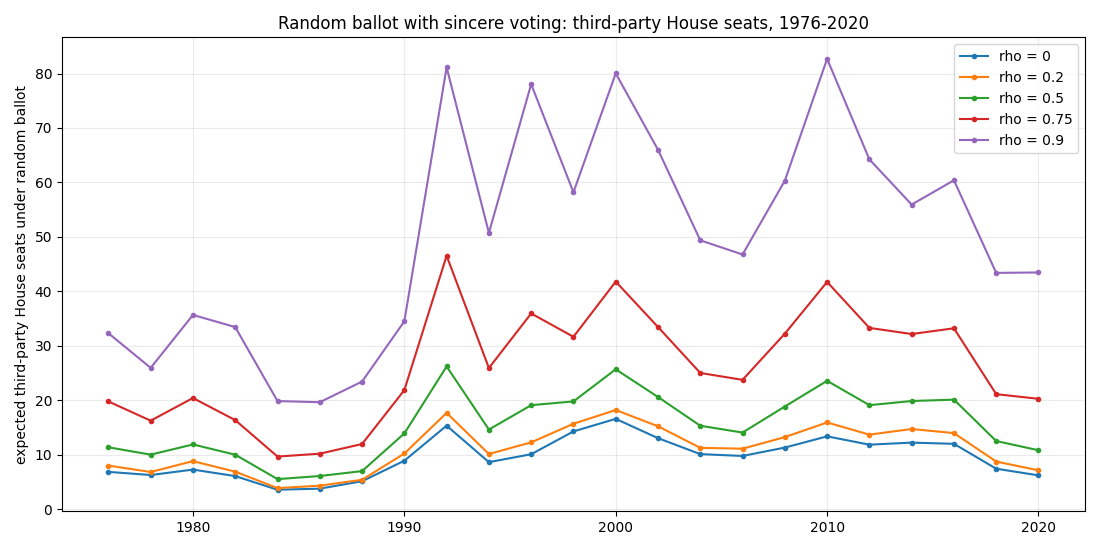 Random ballot with sincere voting: third-party House seats, 1976-2020
expected third-party House seats under random ballot
80
70
60
50
40
30
20
10
0
1980
1990
2000
2010
2020
rho = 0
rho = 0.2
rho = 0.5
rho = 0.75
rho = 0.9